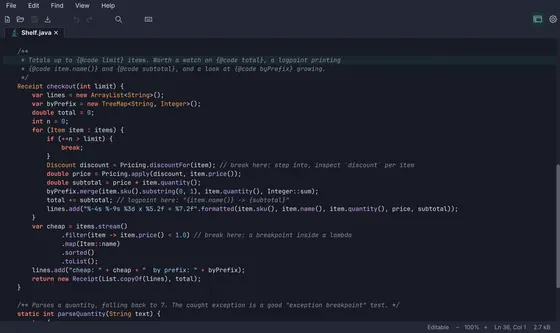 File Edit Find Help
Shelf.java ×
/**
* Totals up to {@code limit} items. Worth a watch on {@code total}, a logpoint printing
* {@code item.name()} and {@code subtotal}, and a look at {@code byPrefix} growing.
*/
Receipt checkout(int limit) {
var lines = new ArrayList<String>();
var byPrefix = new TreeMap<String, Integer>();
double total = 0;
int n = 0;
for (Item item : items) {
if (++n > limit) {
break;
}
Discount discount = Pricing.discountFor(item); // break here: step into, inspect `discount` per item
double price = Pricing.apply(discount, item.price());
double subtotal = price * item.quantity();
byPrefix.merge(item.sku().substring(0, 1), item.quantity(), Integer::sum);
total += subtotal; // logpoint here: "{item.name()} -> {subtotal}"
lines.add("%-4s %-9s %3d x %5.2f = %7.2f".formatted(item.sku(), item.name(), item.quantity(), price, subtotal));
}
var cheap = items.stream()
.filter(item -> item.price() < 1.0) // break here: a breakpoint inside a lambda
.map(Item::name)
.sorted()
.toList();
lines.add("cheap: " + cheap + " by prefix: " + byPrefix);
return new Receipt(List.copyOf(lines), total);
}
/** Parses a quantity, falling back to 7. The caught exception is a good "exception breakpoint" test. */
static int parseQuantity(String text) {
Editable − 100% + Ln 36, Col 1 2.7 kB